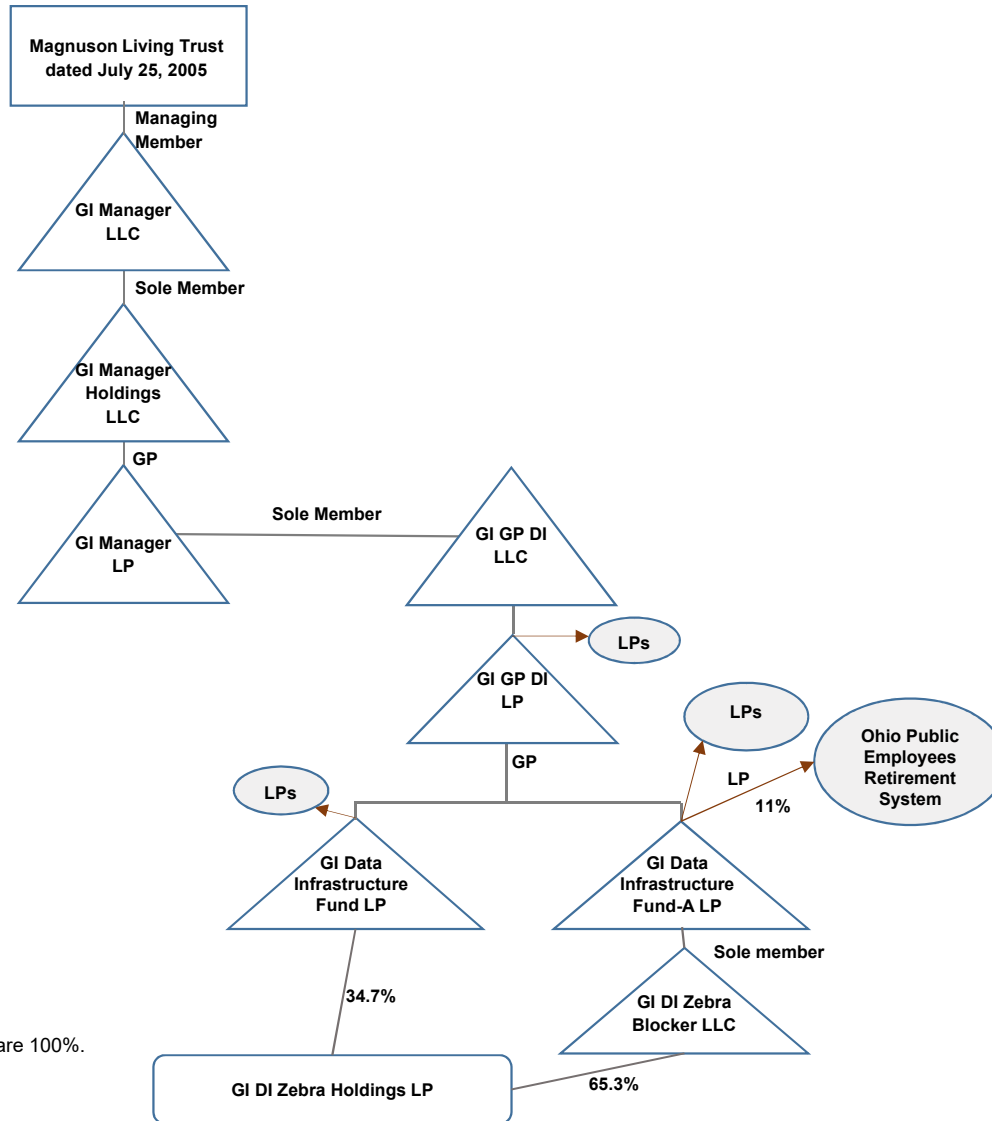 Magnuson Living Trust
dated July 25, 2005
Managing
Member
GI Manager
LLC
Sole Member
GI Manager
Holdings
LLC
GP
GI Manager
LP
Sole Member
GI GP DI
LLC
LPs
GI GP DI
LP
GP
LPs
LPs
LP
11%
Ohio Public
Employees
Retirement
System
GI Data
Infrastructure
Fund LP
GI Data
Infrastructure
Fund-A LP
Sole member
34.7%
GI DI Zebra
Blocker LLC
are 100%.
GI DI Zebra Holdings LP
65.3%